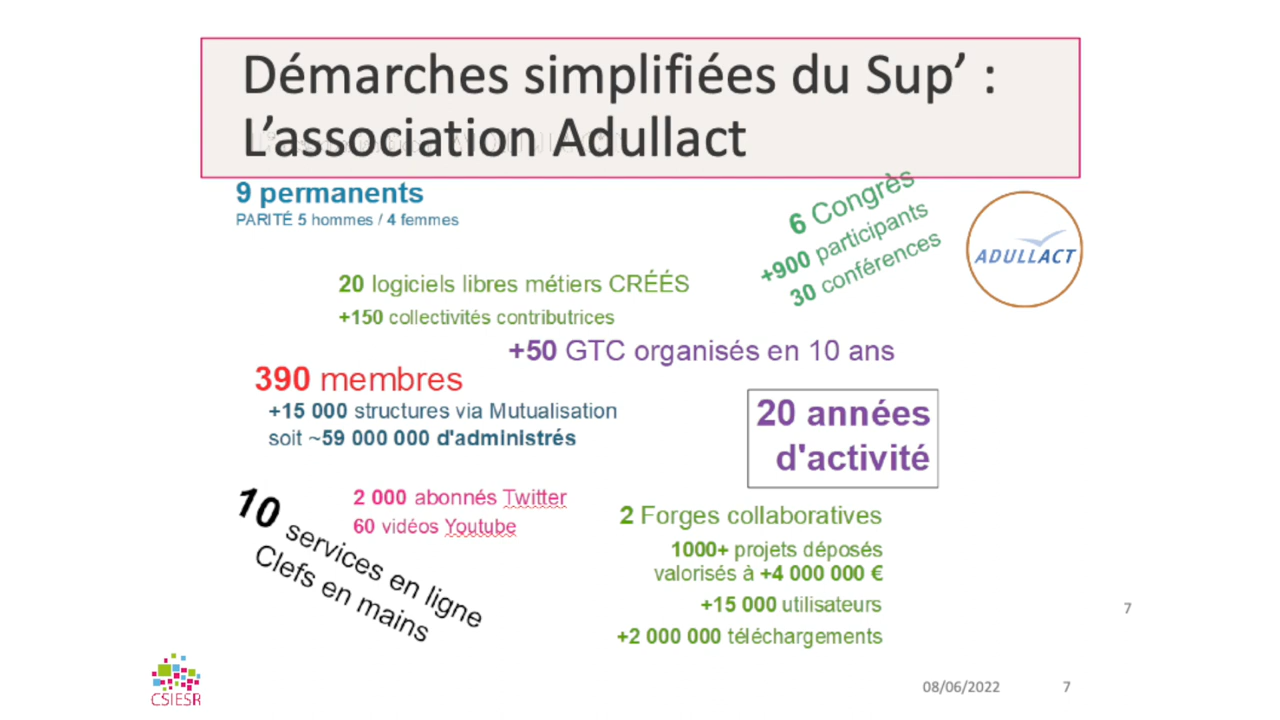 Démarches simplifiées du Sup’ :
L’association Adullact
9 permanents
PARITÉ 5 hommes / 4 femmes
6 Congrès
+900 participants
30 conférences
ADULLACT
20 logiciels libres métiers CRÉÉS
+150 collectivités contributrices
+50 GTC organisés en 10 ans
390 membres
+15 000 structures via Mutualisation
soit ~59 000 000 d'administrés
20 années
d'activité
10 services en ligne
Clefs en mains
2 000 abonnés Twitter
60 vidéos Youtube
2 Forges collaboratives
1000+ projets déposés
valorisés à +4 000 000 €
+15 000 utilisateurs
+2 000 000 téléchargements
7
CSIESR
08/06/2022
7